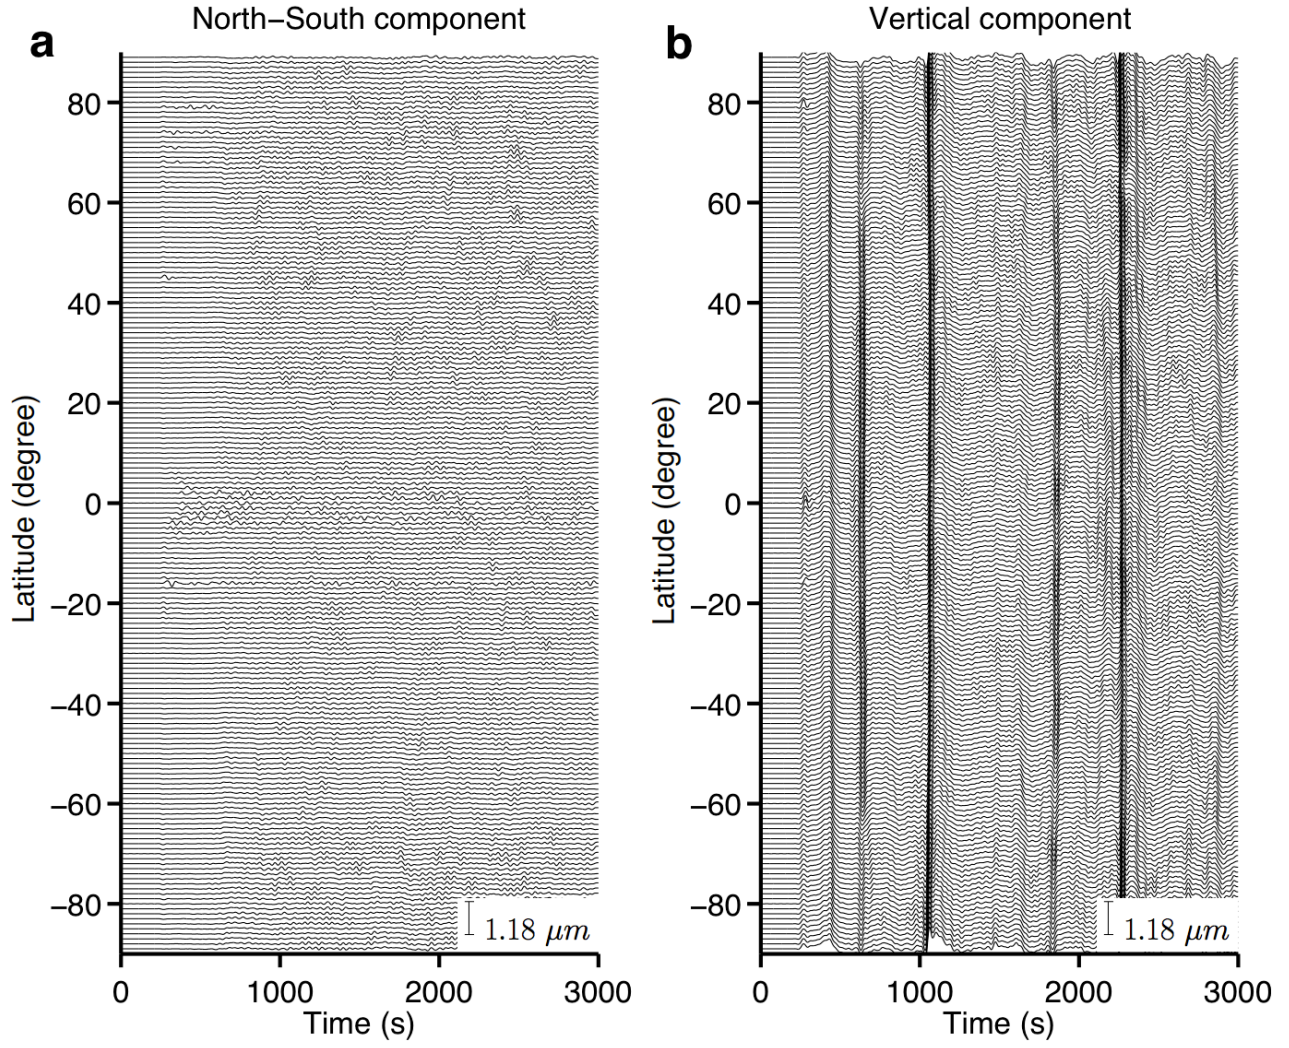 a
North−South component
Latitude (degree)
80
60
40
20
0
−20
−40
−60
−80
1.18 μm
0 1000 2000 3000
Time (s)
b
Vertical component
Latitude (degree)
80
60
40
20
0
−20
−40
−60
−80
1.18 μm
0 1000 2000 3000
Time (s)